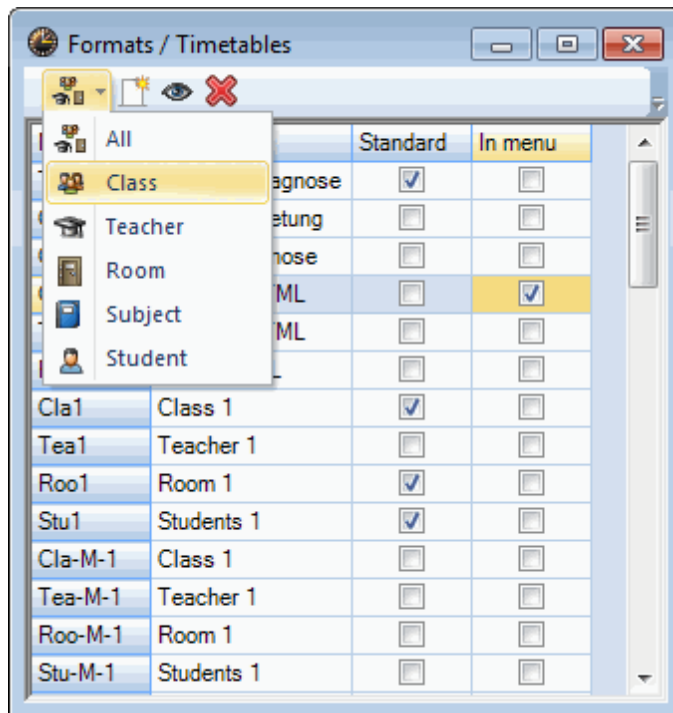 Formats / Timetables
Standard In menu
All
agnose
Class
etung
Teacher
nose
Room
ML
Subject
ML
Student
Cla1 Class 1
Tea1 Teacher 1
Roo1 Room 1
Stu1 Students 1
Cla-M-1 Class 1
Tea-M-1 Teacher 1
Roo-M-1 Room 1
Stu-M-1 Students 1